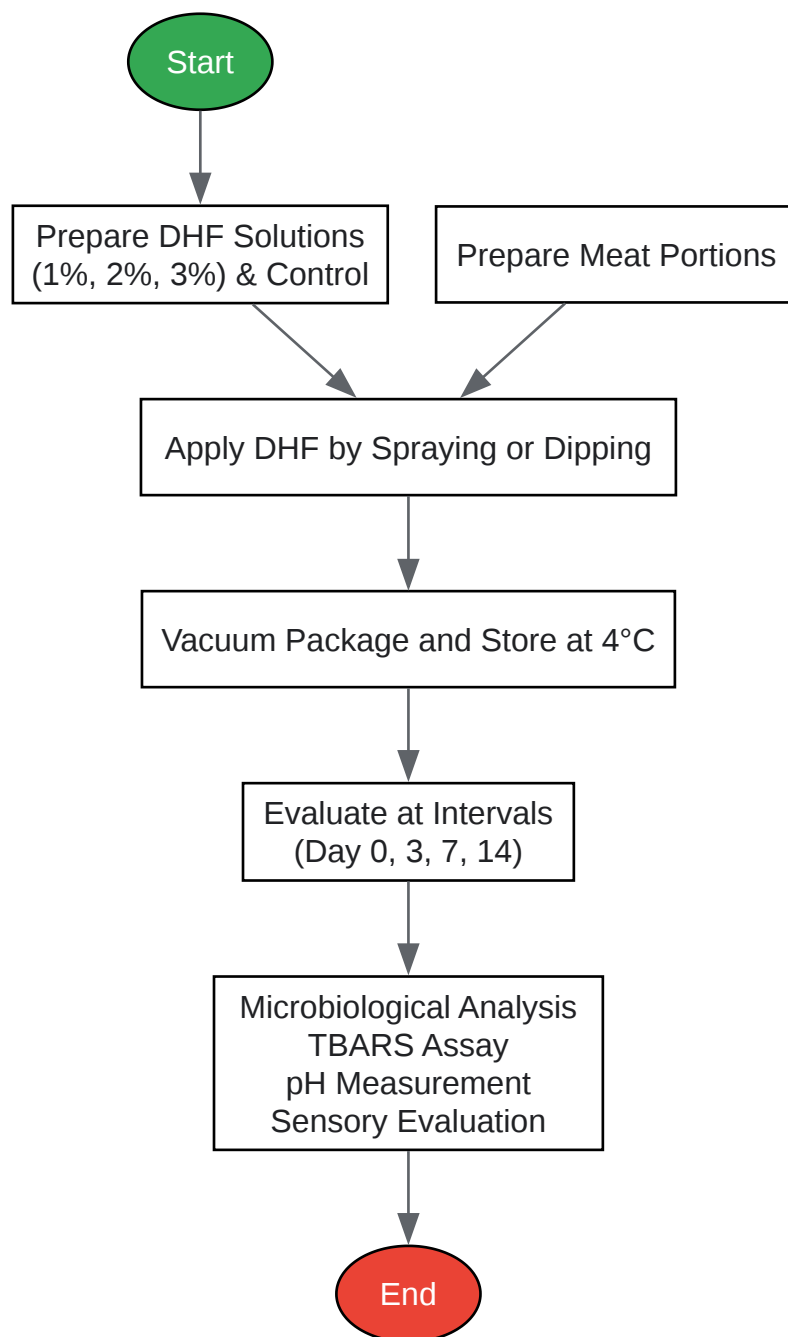 Start
Prepare DHF Solutions
(1%, 2%, 3%) & Control
Prepare Meat Portions
Apply DHF by Spraying or Dipping
Vacuum Package and Store at 4°C
Evaluate at Intervals
(Day 0, 3, 7, 14)
Microbiological Analysis
TBARS Assay
pH Measurement
Sensory Evaluation
End